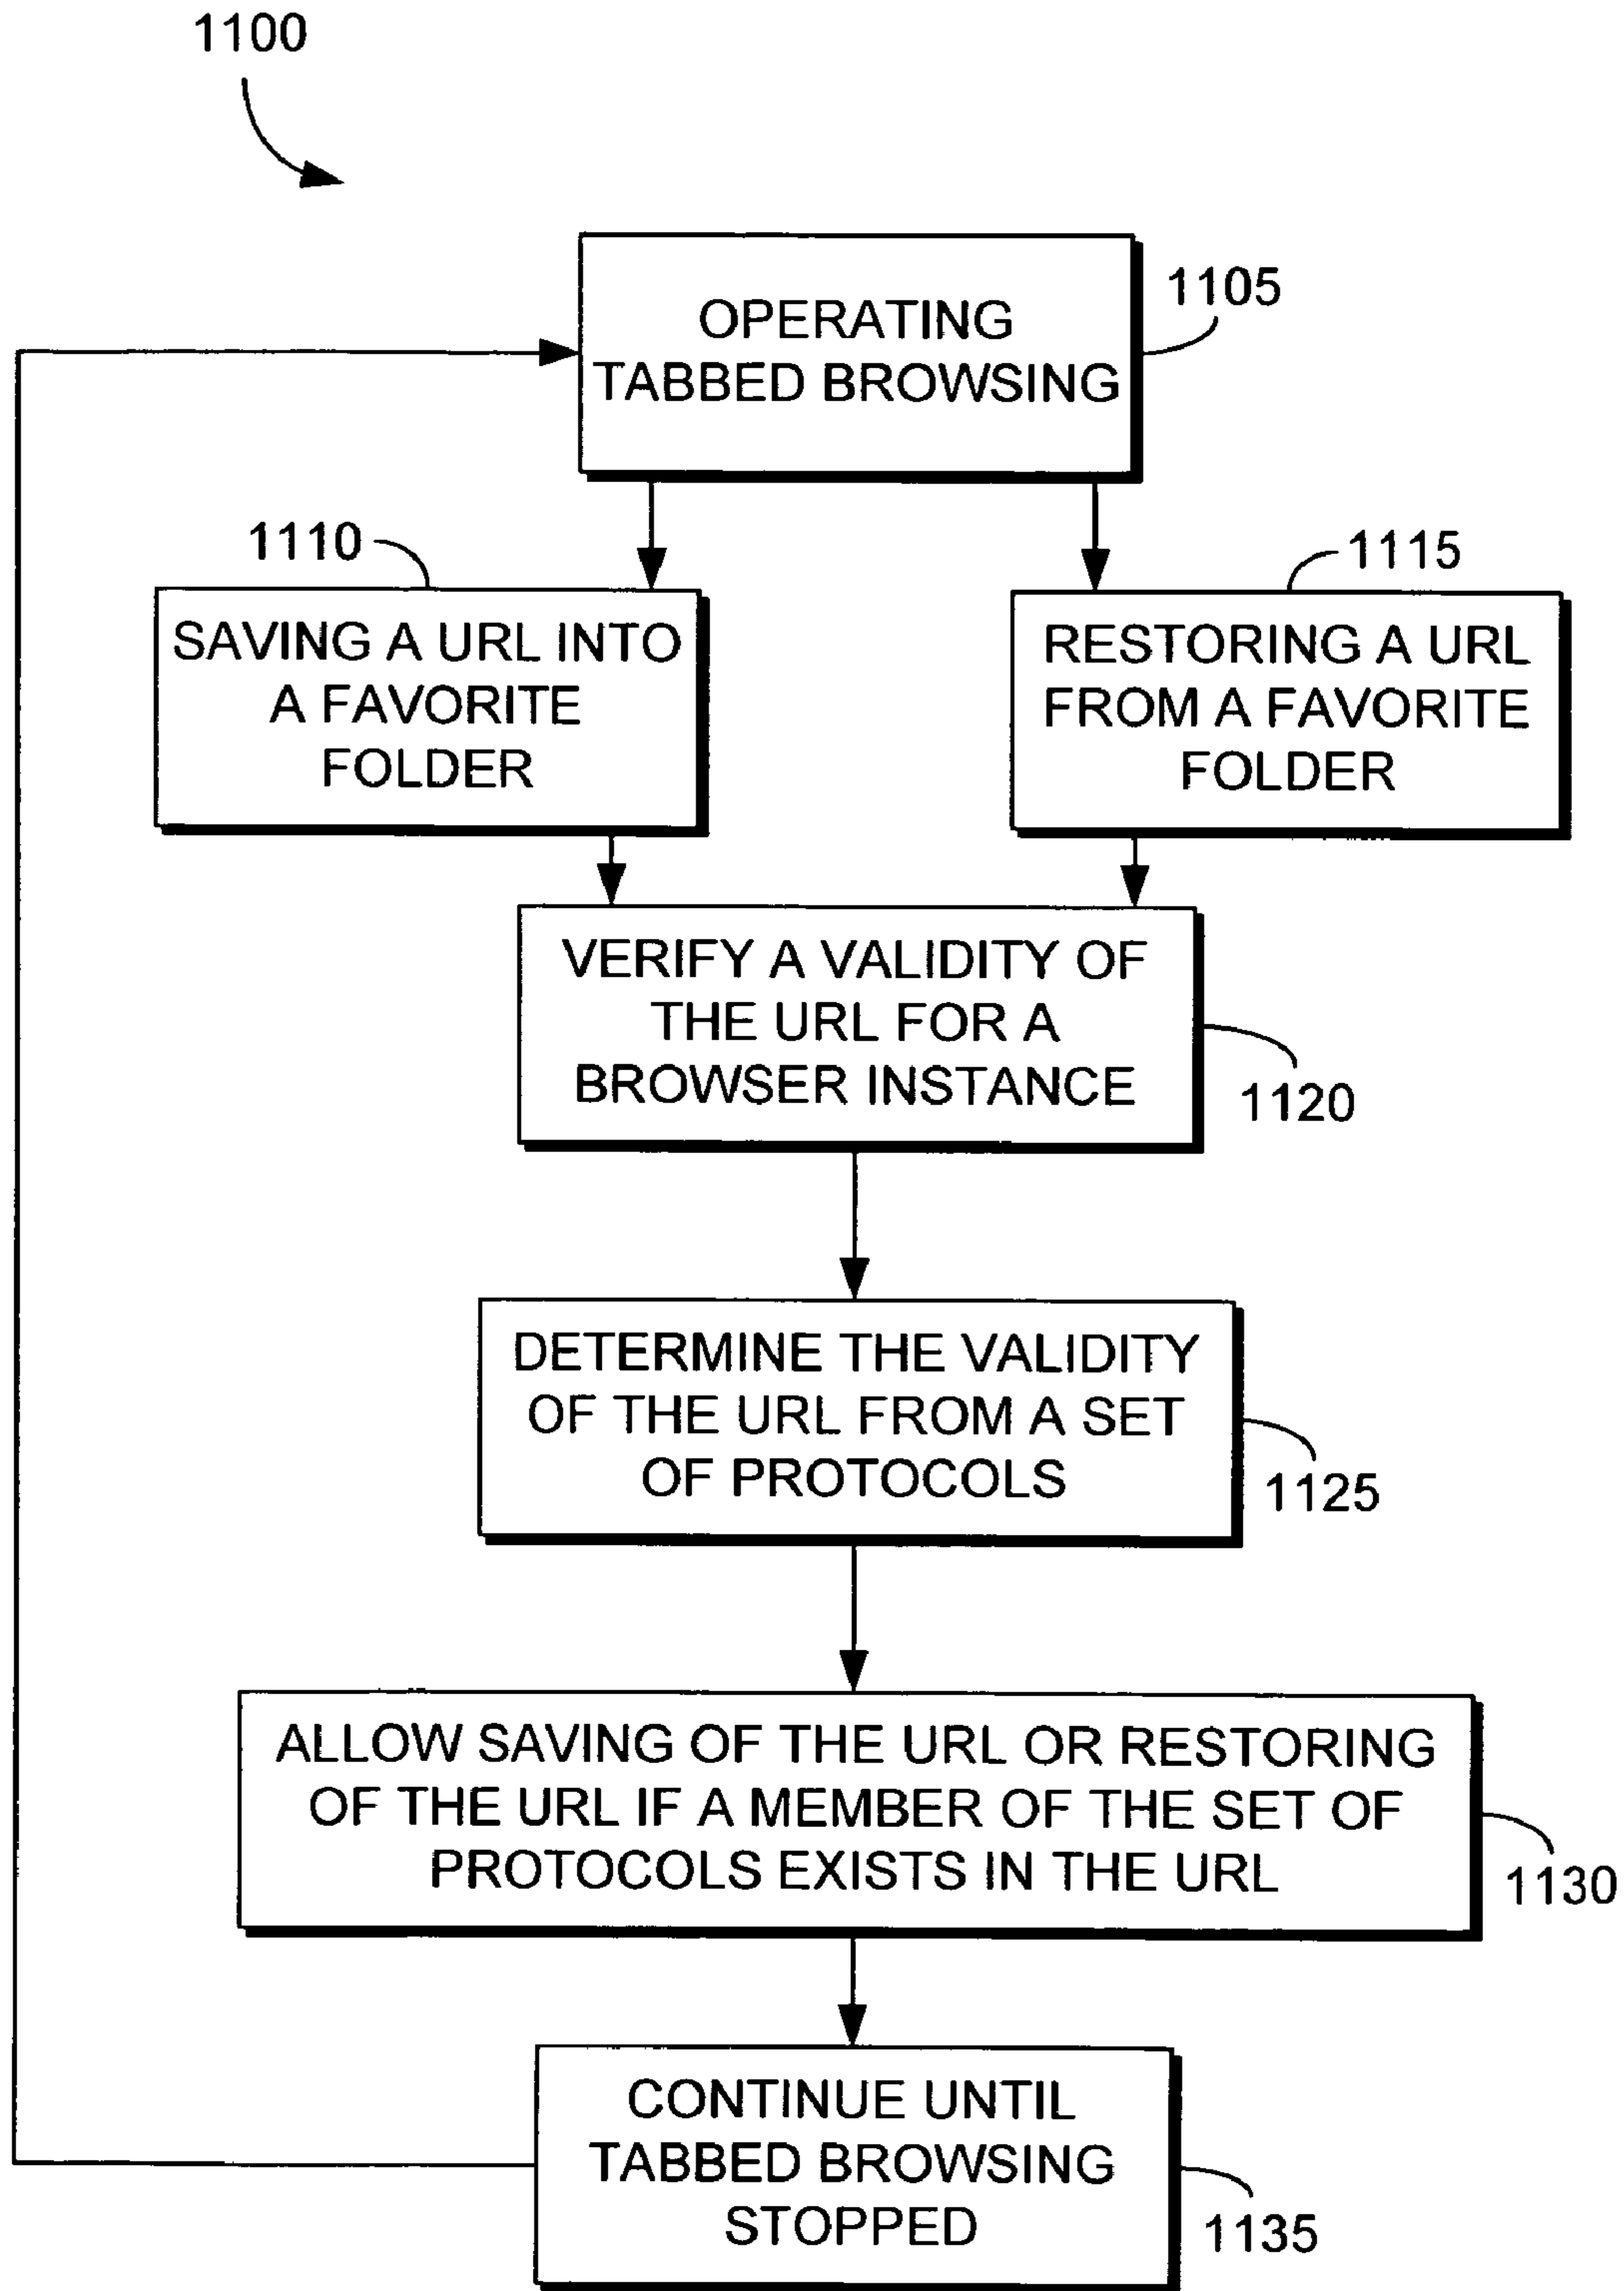 1100
OPERATING
TABBED BROWSING
1105
1110
1115
SAVING A URL INTO
A FAVORITE
FOLDER
RESTORING A URL
FROM A FAVORITE
FOLDER
VERIFY A VALIDITY OF
THE URL FOR A
BROWSER INSTANCE
1120
DETERMINE THE VALIDITY
OF THE URL FROM A SET
OF PROTOCOLS
1125
ALLOW SAVING OF THE URL OR RESTORING
OF THE URL IF A MEMBER OF THE SET OF
PROTOCOLS EXISTS IN THE URL
1130
CONTINUE UNTIL
TABBED BROWSING
STOPPED
1135